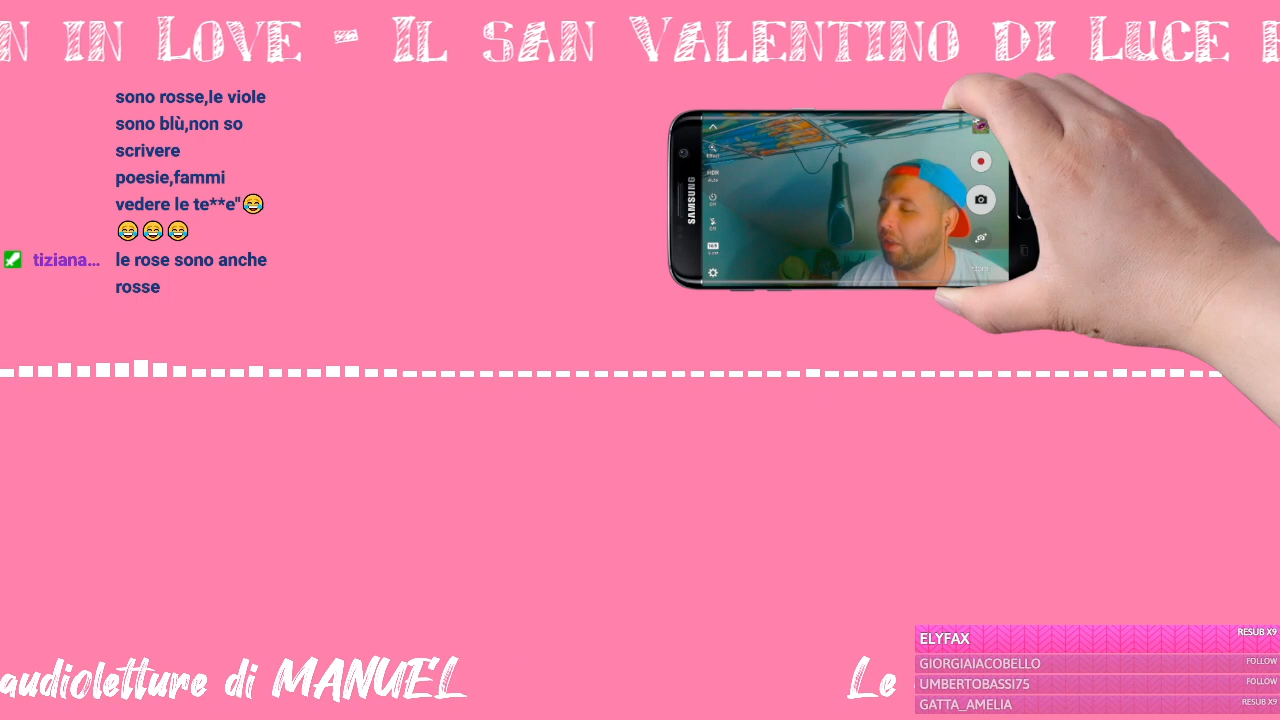 N IN LOVE - IL SAN VALENTINO DI LUCE
sono rosse,le viole
sono blù,non so
scrivere
poesie,fammi
vedere le te**e"😂
😂😂😂
tiziana... le rose sono anche
rosse
SAMSUNG
HDR
audioletture di MANUEL
Le
ELYFAX RESUB X9
GIORGIAIACOBELLO FOLLOW
UMBERTOBASSI75 FOLLOW
GATTA_AMELIA RESUB X9